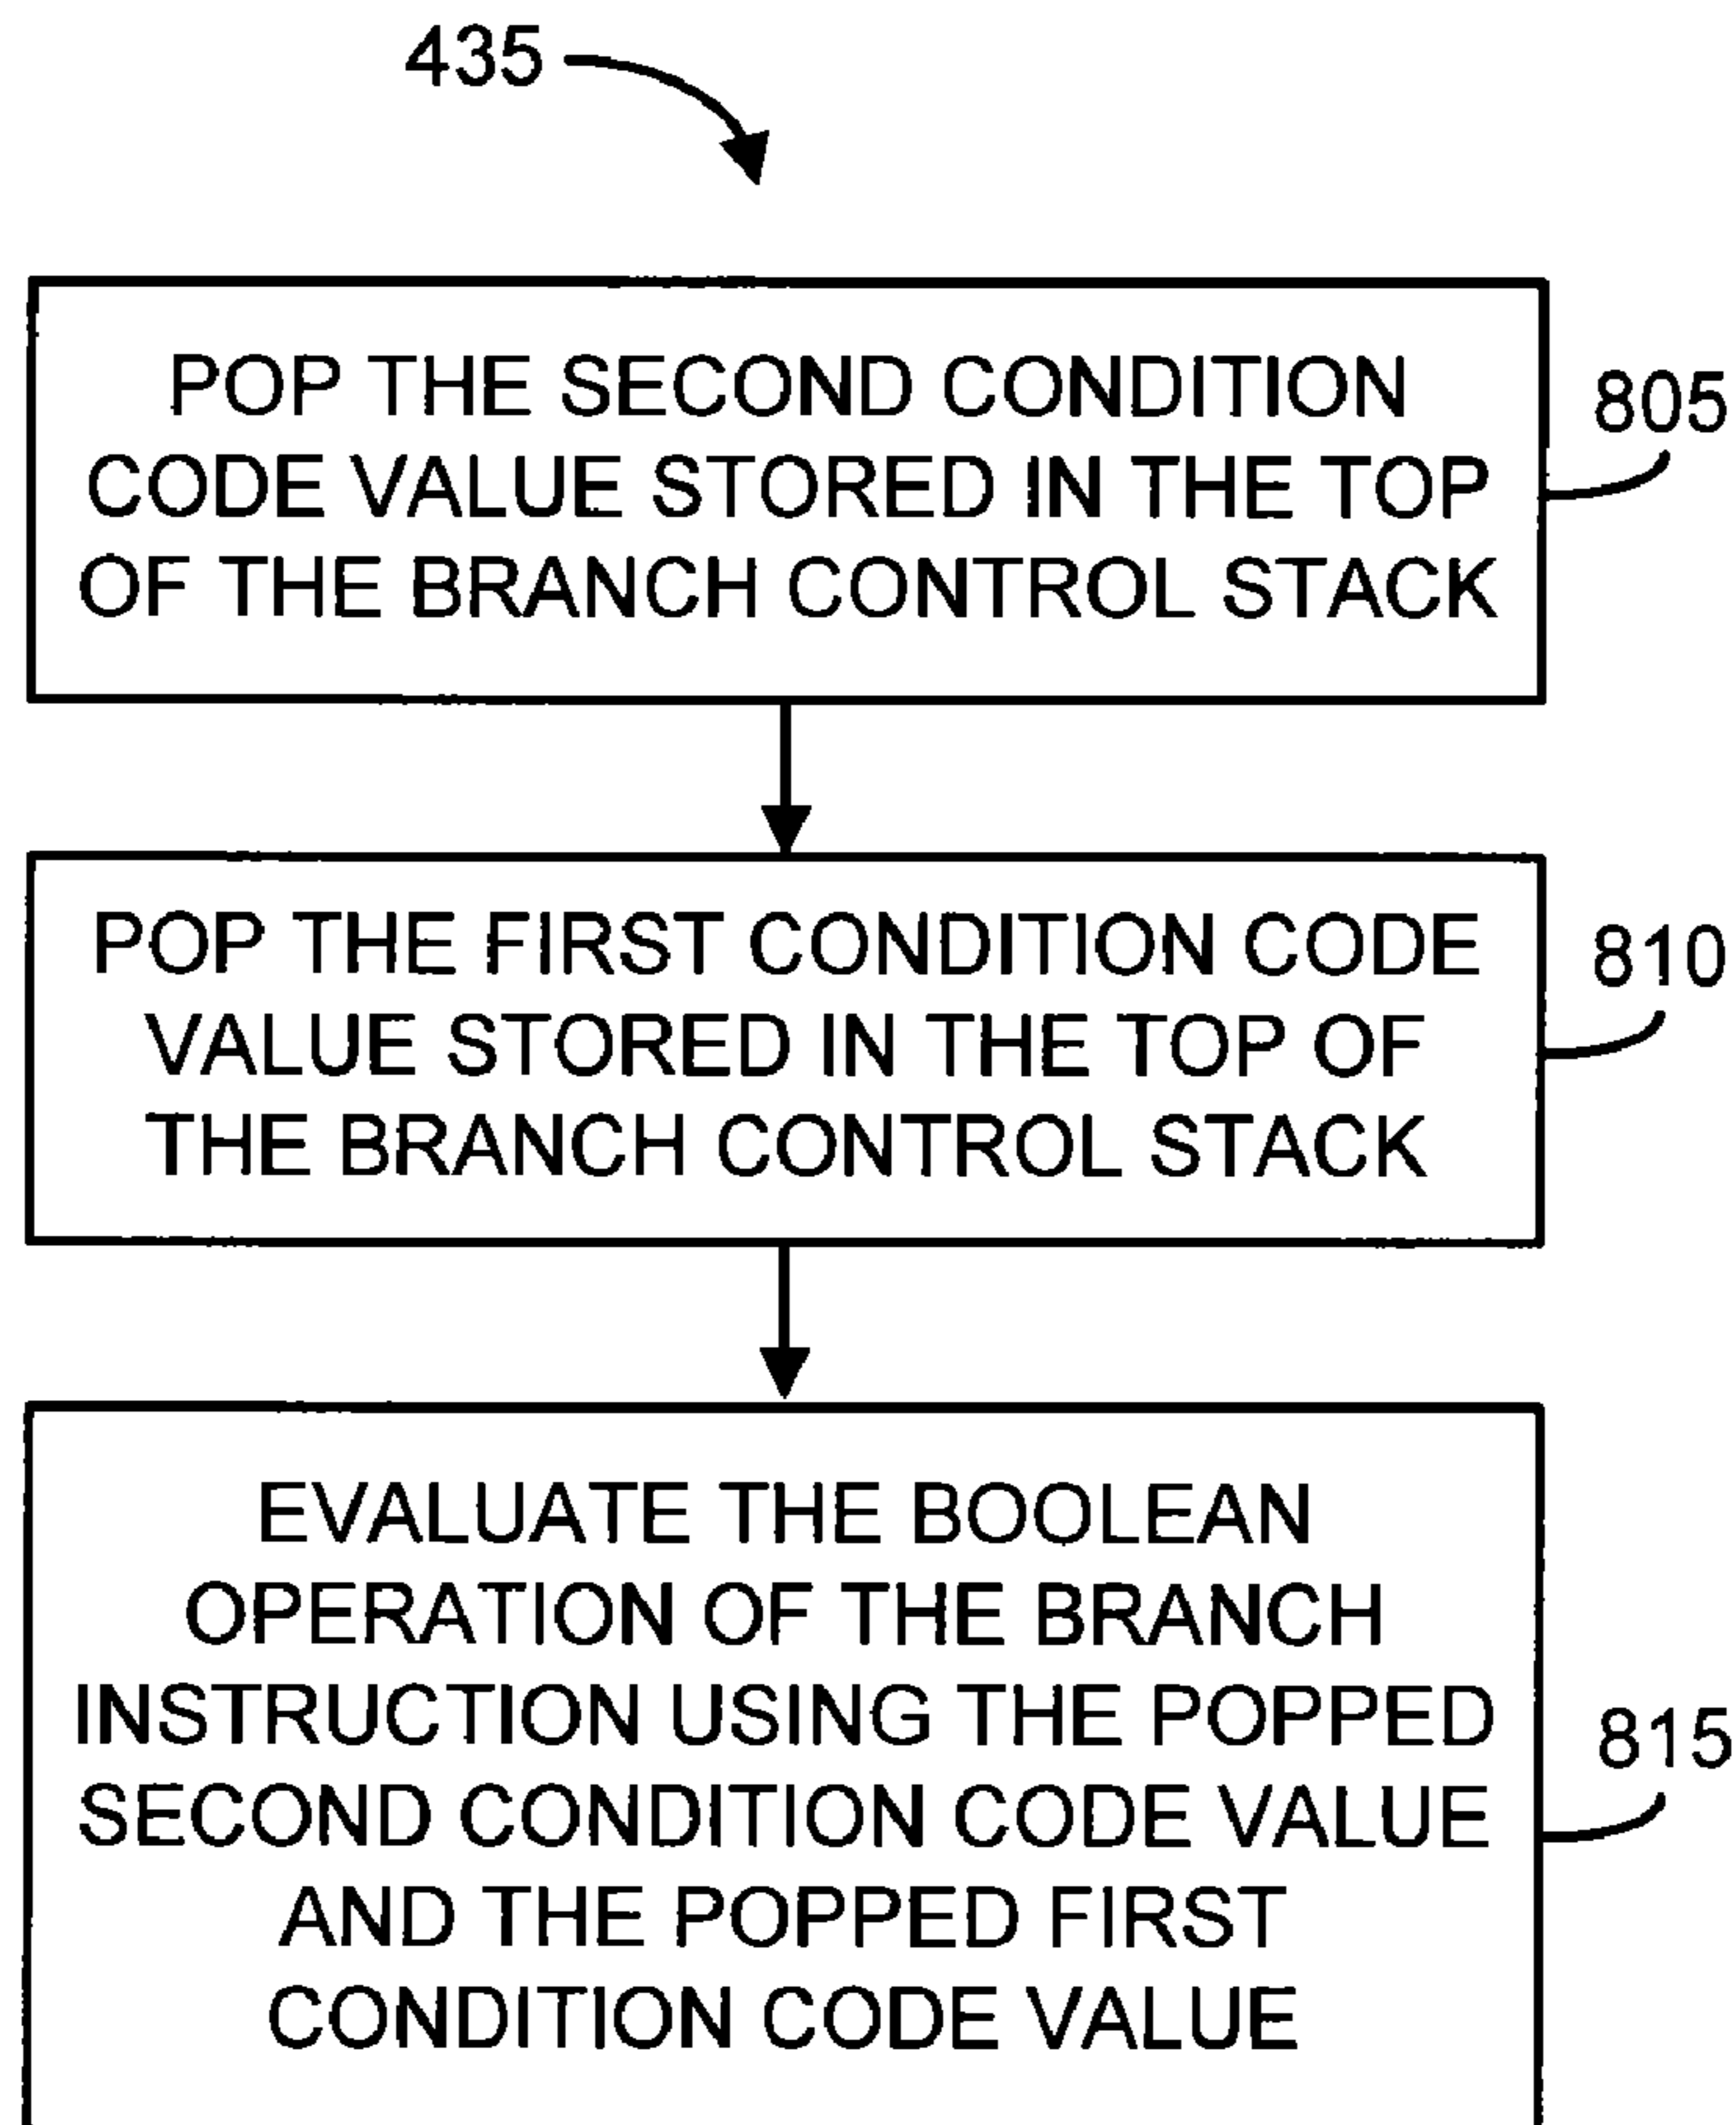 435
POP THE SECOND CONDITION
CODE VALUE STORED IN THE TOP
OF THE BRANCH CONTROL STACK
805
POP THE FIRST CONDITION CODE
VALUE STORED IN THE TOP OF
THE BRANCH CONTROL STACK
810
EVALUATE THE BOOLEAN
OPERATION OF THE BRANCH
INSTRUCTION USING THE POPPED
SECOND CONDITION CODE VALUE
AND THE POPPED FIRST
CONDITION CODE VALUE
815